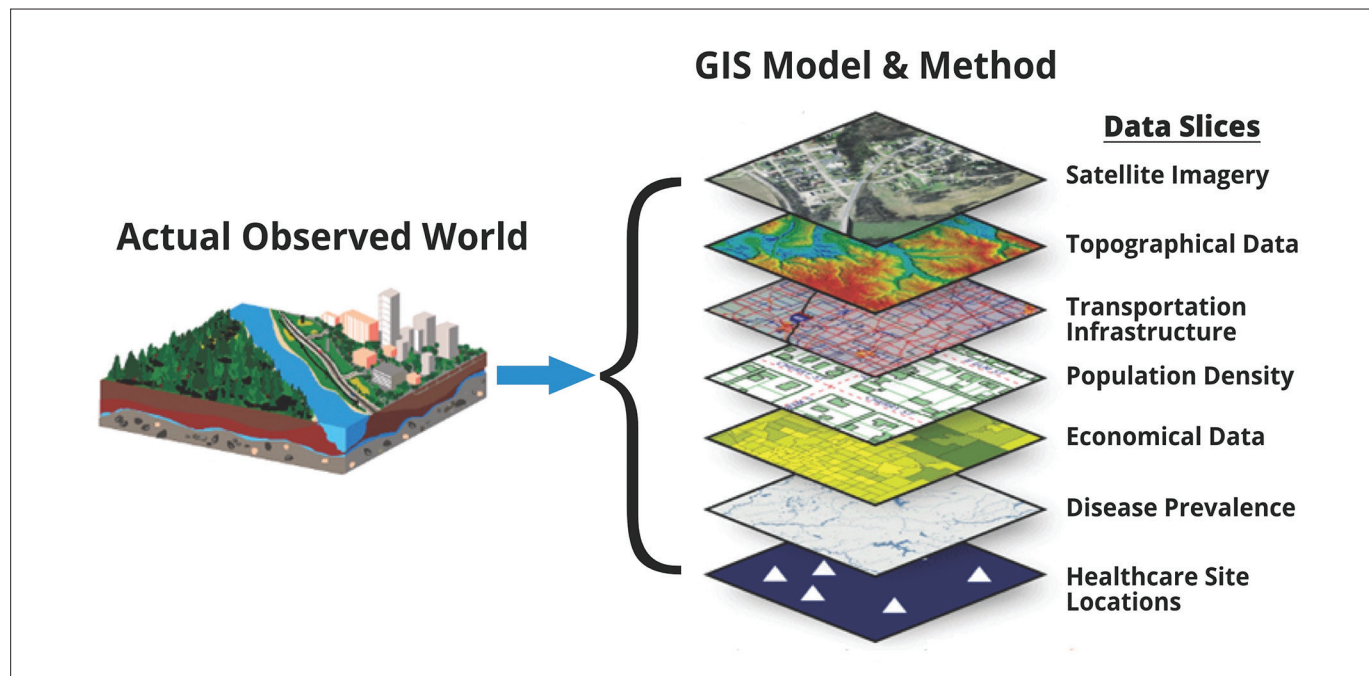 GIS Model & Method
Data Slices
Satellite Imagery
Actual Observed World
Topographical Data
Transportation
Infrastructure
Population Density
Economical Data
Disease Prevalence
Healthcare Site
Locations